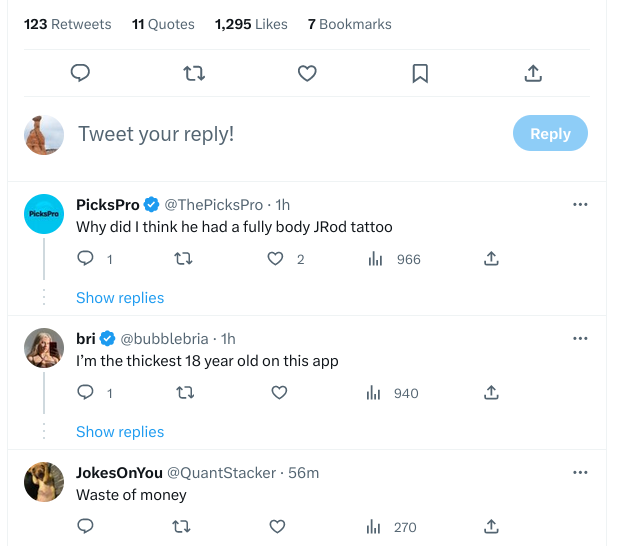 123 Retweets 11 Quotes 1,295 Likes 7 Bookmarks
Tweet your reply!
Reply
PicksPro
PicksPro @ThePicksPro · 1h
Why did I think he had a fully body JRod tattoo
1 2 966
Show replies
bri @bubblebria · 1h
I'm the thickest 18 year old on this app
1 940
Show replies
JokesOnYou @QuantStacker · 56m
Waste of money
270